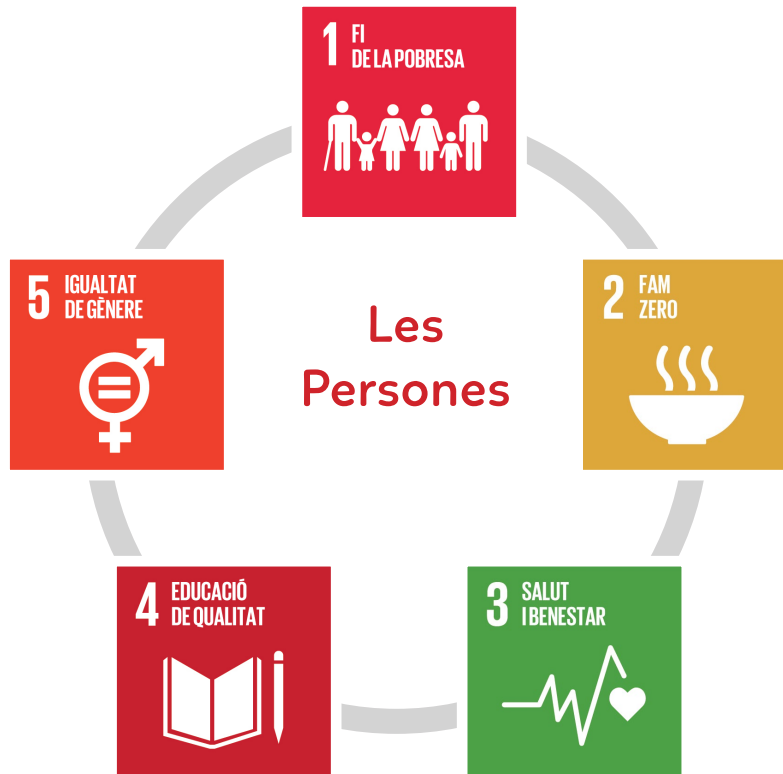 1 FI
DE LA POBRESA
5 IGUALTAT
DE GÈNERE
2 FAM
ZERO
Les
Persones
4 EDUCACIÓ
DE QUALITAT
3 SALUT
I BENESTAR